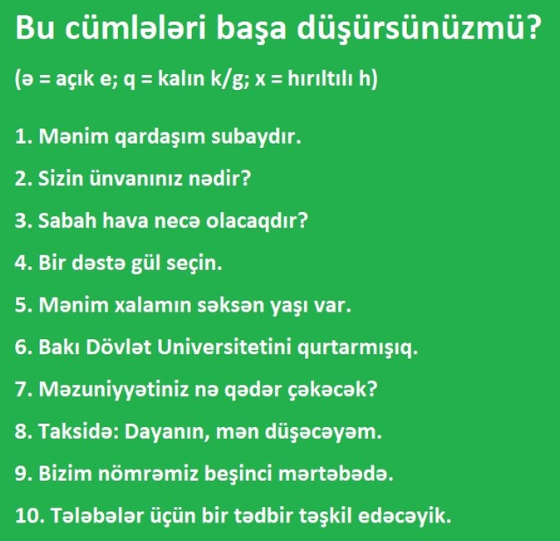 Bu cümlələri başa düşürsünüzmü?
(ə = açık e; q = kalın k/g; x = hırıltılı h)
1. Mənim qardaşım subaydır.
2. Sizin ünvanınız nədir?
3. Sabah hava necə olacaqdır?
4. Bir dəstə gül seçin.
5. Mənim xalamın səksən yaşı var.
6. Bakı Dövlət Universitetini qurtarmışıq.
7. Məzuniyyətiniz nə qədər çəkəcək?
8. Taksidə: Dayanın, mən düşəcəyəm.
9. Bizim nömrəmiz beşinci mərtəbədə.
10. Tələbələr üçün bir tədbir təşkil edəcəyik.